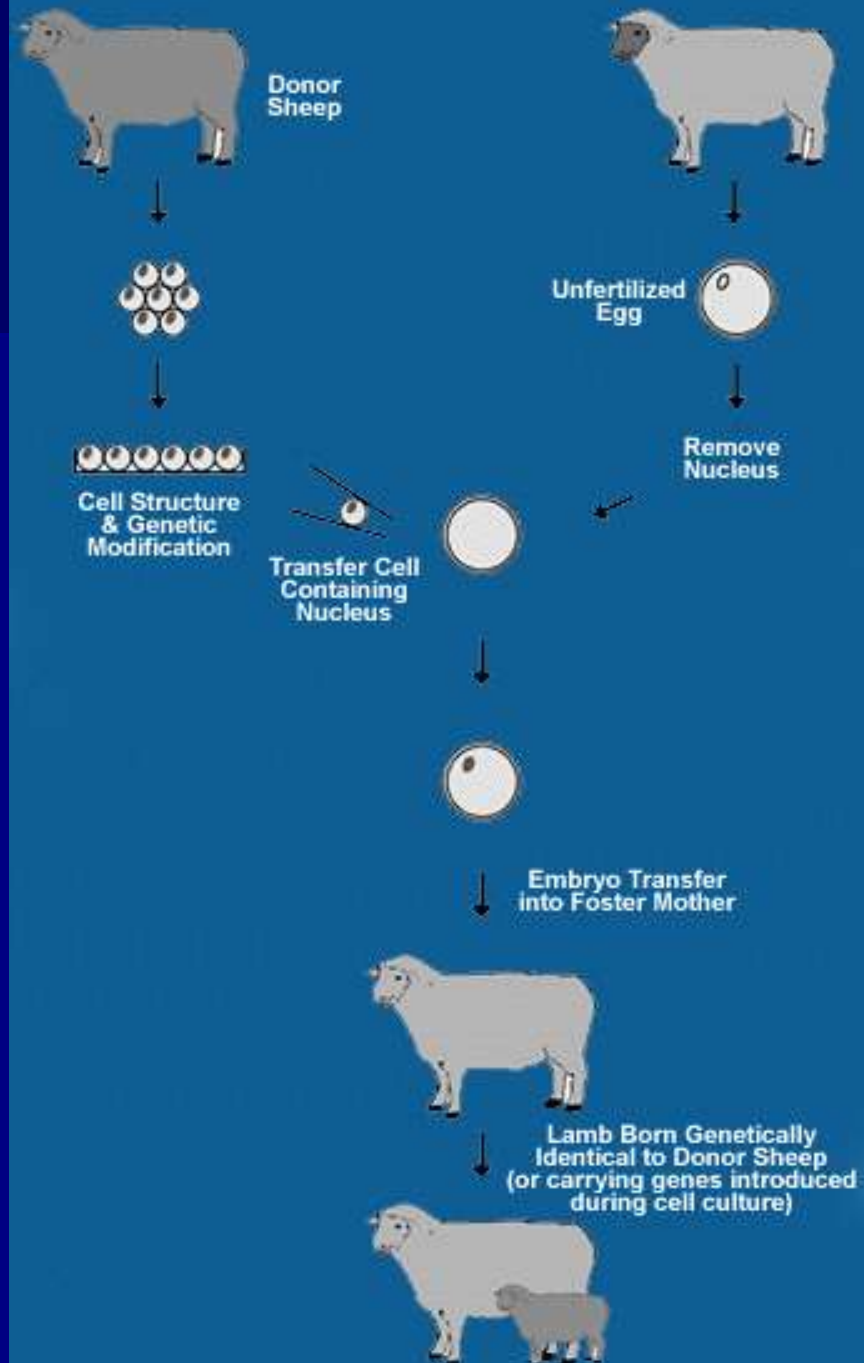 Donor
Sheep
Unfertilized
Egg
Remove
Nucleus
Cell Structure
& Genetic
Modification
Transfer Cell
Containing
Nucleus
Embryo Transfer
into Foster Mother
Lamb Born Genetically
Identical to Donor Sheep
(or carrying genes introduced
during cell culture)